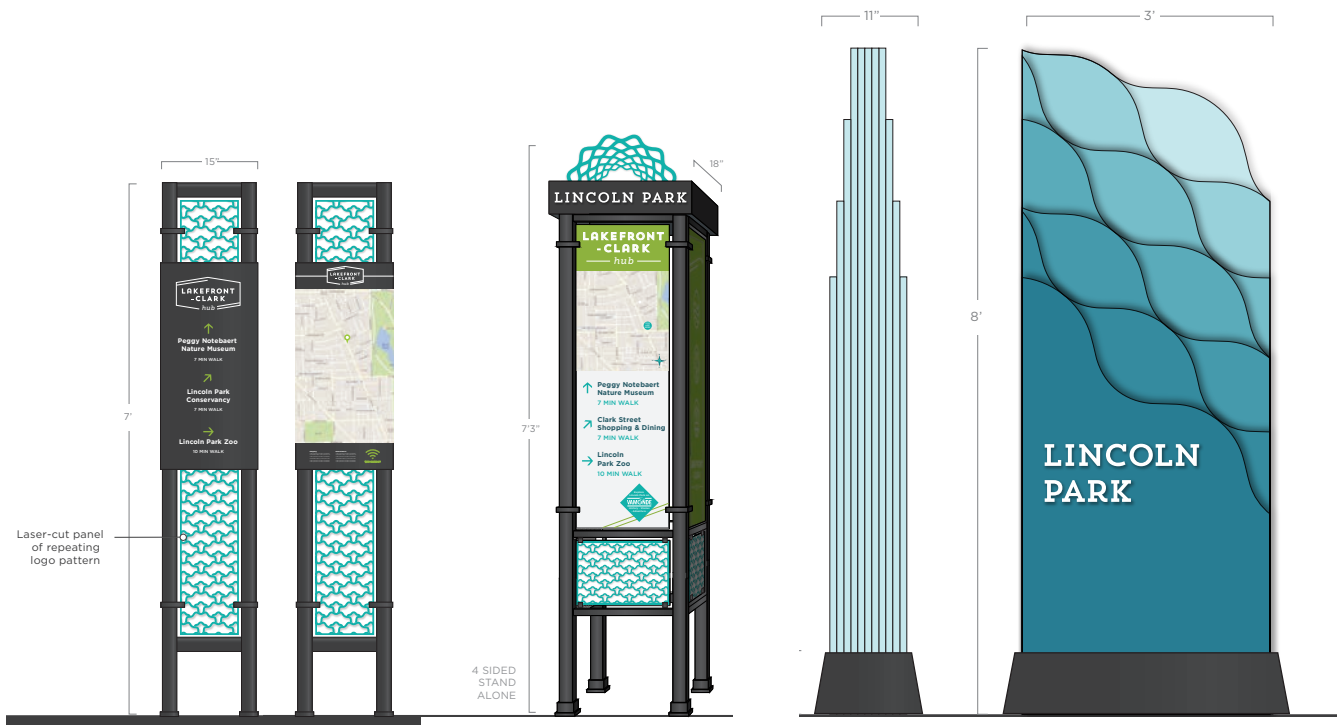 15"
7'
LAKEFRONT
-CLARK
hub
Peggy Notebaert
Nature Museum
7 MIN WALK
Lincoln Park
Conservancy
7 MIN WALK
Lincoln Park Zoo
10 MIN WALK
Laser-cut panel
of repeating
logo pattern
LAKEFRONT
-CLARK
hub
18"
7'3"
LINCOLN PARK
LAKEFRONT
-CLARK
hub
Peggy Notebaert
Nature Museum
7 MIN WALK
Clark Street
Shopping & Dining
7 MIN WALK
Lincoln
Park Zoo
10 MIN WALK
4 SIDED
STAND
ALONE
11"
3'
8'
LINCOLN
PARK